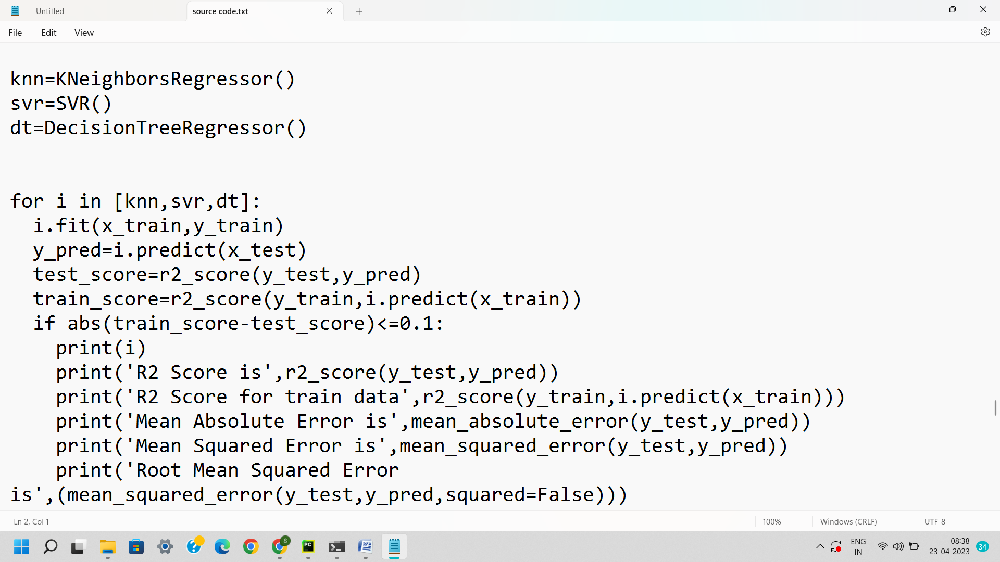 Untitled
source code.txt
File Edit View
knn=KNeighborsRegressor()
svr=SVR()
dt=DecisionTreeRegressor()
for i in [knn,svr,dt]:
  i.fit(x_train,y_train)
  y_pred=i.predict(x_test)
  test_score=r2_score(y_test,y_pred)
  train_score=r2_score(y_train,i.predict(x_train))
  if abs(train_score-test_score)<=0.1:
    print(i)
    print('R2 Score is',r2_score(y_test,y_pred))
    print('R2 Score for train data',r2_score(y_train,i.predict(x_train)))
    print('Mean Absolute Error is',mean_absolute_error(y_test,y_pred))
    print('Mean Squared Error is',mean_squared_error(y_test,y_pred))
    print('Root Mean Squared Error
is',(mean_squared_error(y_test,y_pred,squared=False)))
Ln 2, Col 1
100%
Windows (CRLF)
UTF-8
S
PC
W
ENG
IN
08:38
23-04-2023
34